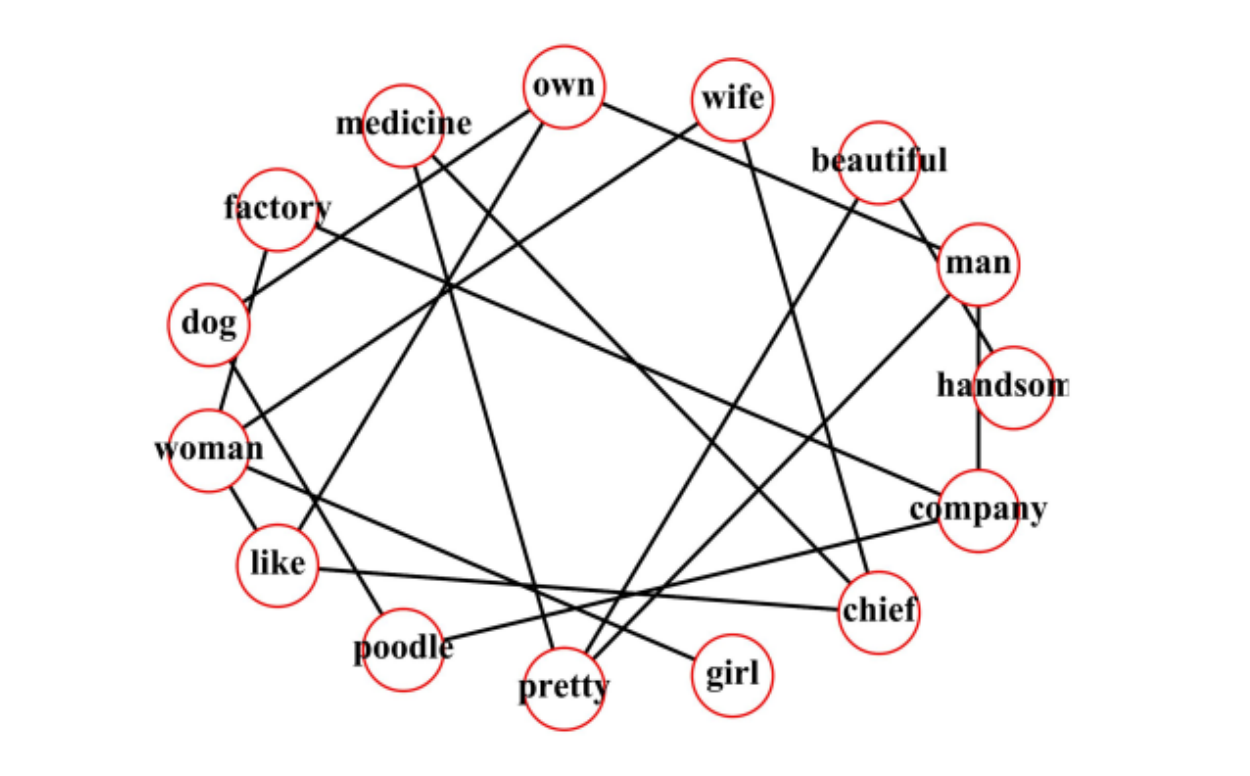 own
wife
medicine
beautiful
factory
man
dog
handsom
woman
company
like
chief
poodle
girl
pretty